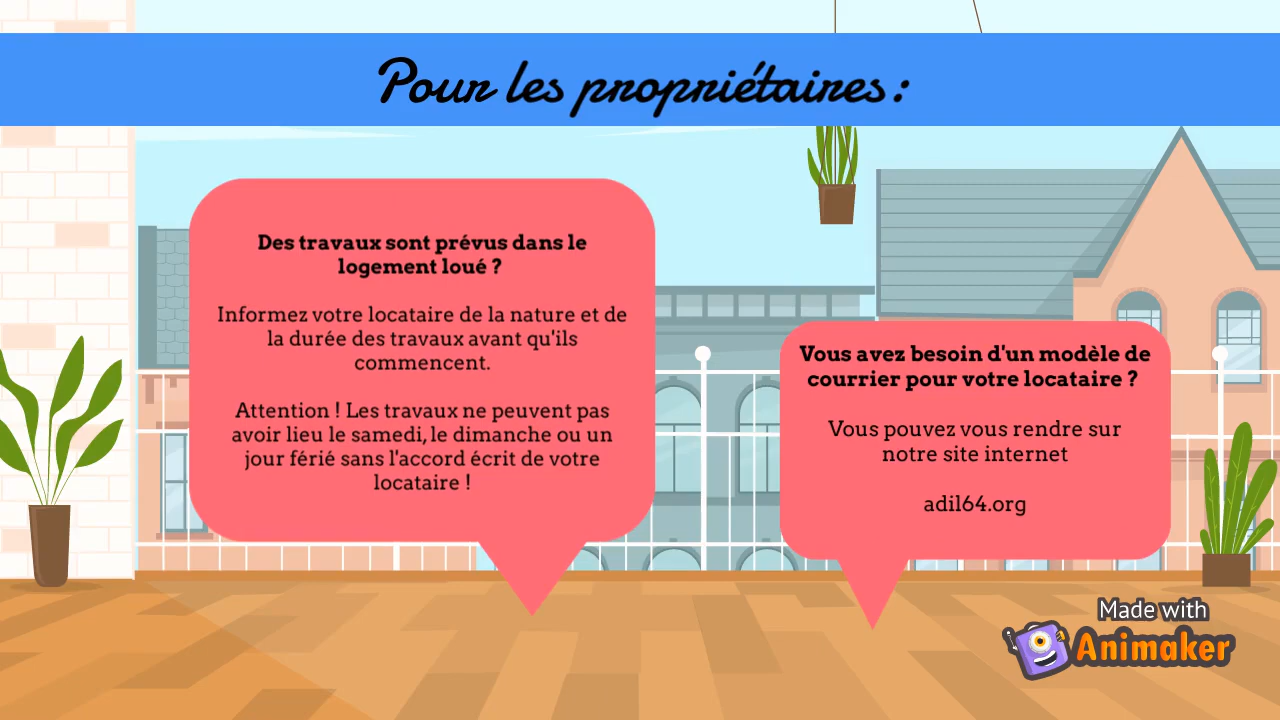 Pour les propriétaires :
Des travaux sont prévus dans le
logement loué ?
Informez votre locataire de la nature et de
la durée des travaux avant qu'ils
commencent.
Attention ! Les travaux ne peuvent pas
avoir lieu le samedi, le dimanche ou un
jour férié sans l'accord écrit de votre
locataire !
Vous avez besoin d'un modèle de
courrier pour votre locataire ?
Vous pouvez vous rendre sur
notre site internet
adil64.org
Made with
Animaker